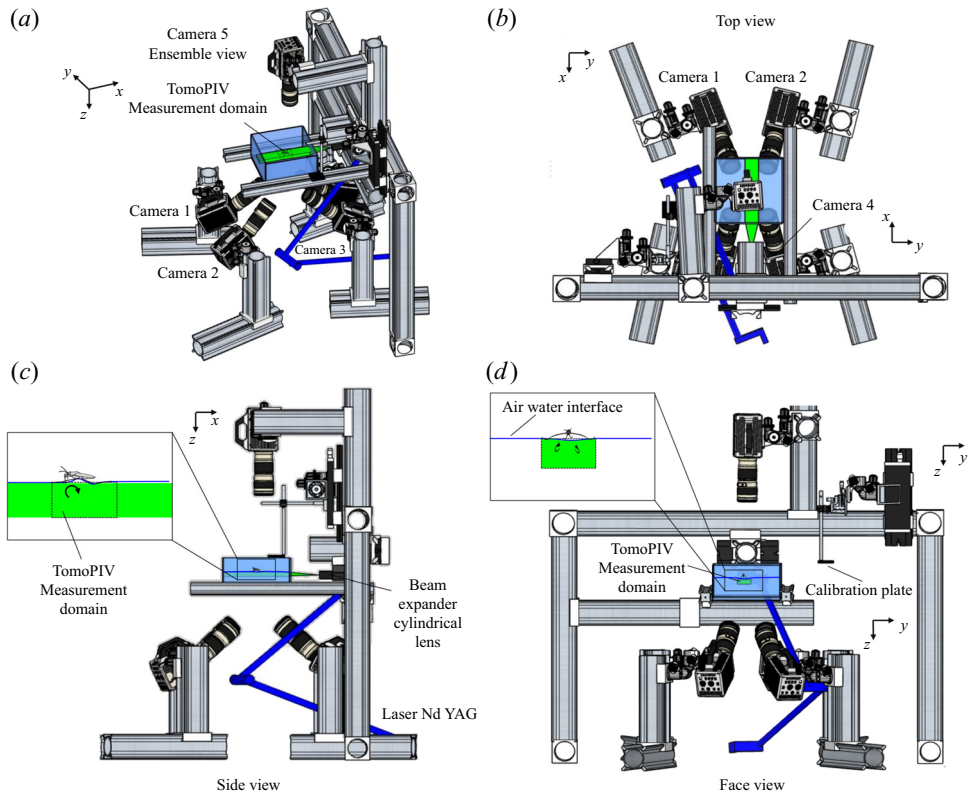 (a)
Camera 5
Ensemble view
TomoPIV
Measurement domain
y
x
z
Camera 1
Camera 2
Camera 3
(b)
Top view
y
x
Camera 1
Camera 2
Camera 4
x
y
(c)
x
z
TomoPIV
Measurement
domain
Beam
expander
cylindrical
lens
Laser Nd YAG
Side view
(d)
Air water interface
y
z
TomoPIV
Measurement
domain
Calibration plate
y
z
Face view